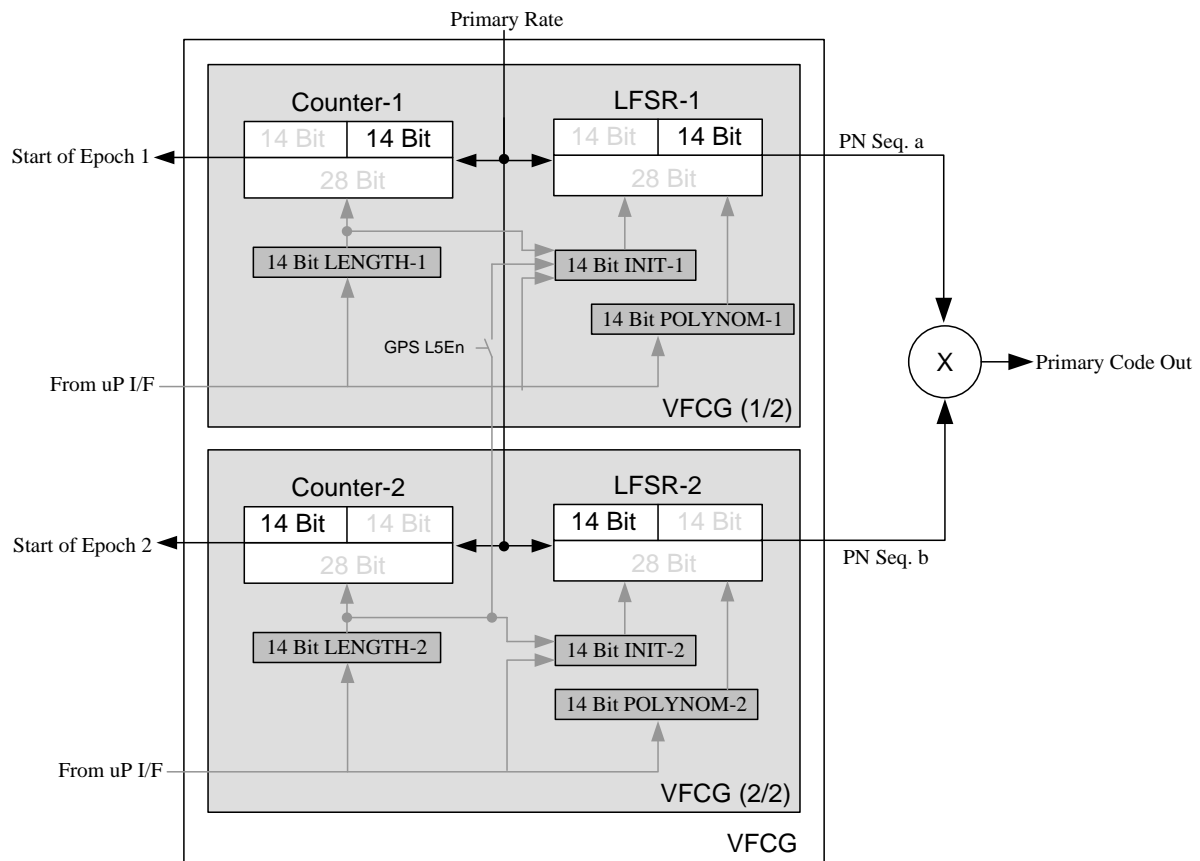 Primary Rate
Counter-1
LFSR-1
14 Bit
14 Bit
14 Bit
14 Bit
PN Seq. a
Start of Epoch 1
28 Bit
28 Bit
14 Bit LENGTH-1
14 Bit INIT-1
14 Bit POLYNOM-1
GPS L5En
X
Primary Code Out
From uP I/F
VFCG (1/2)
Counter-2
LFSR-2
14 Bit
14 Bit
14 Bit
14 Bit
Start of Epoch 2
PN Seq. b
28 Bit
28 Bit
14 Bit LENGTH-2
14 Bit INIT-2
14 Bit POLYNOM-2
From uP I/F
VFCG (2/2)
VFCG